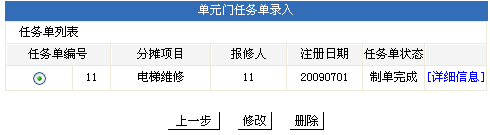 单元门任务单录入
任务单列表
任务单编号 分摊项目 报修人 注册日期 任务单状态
11 电梯维修 11 20090701 制单完成 [详细信息]
上一步 修改 删除